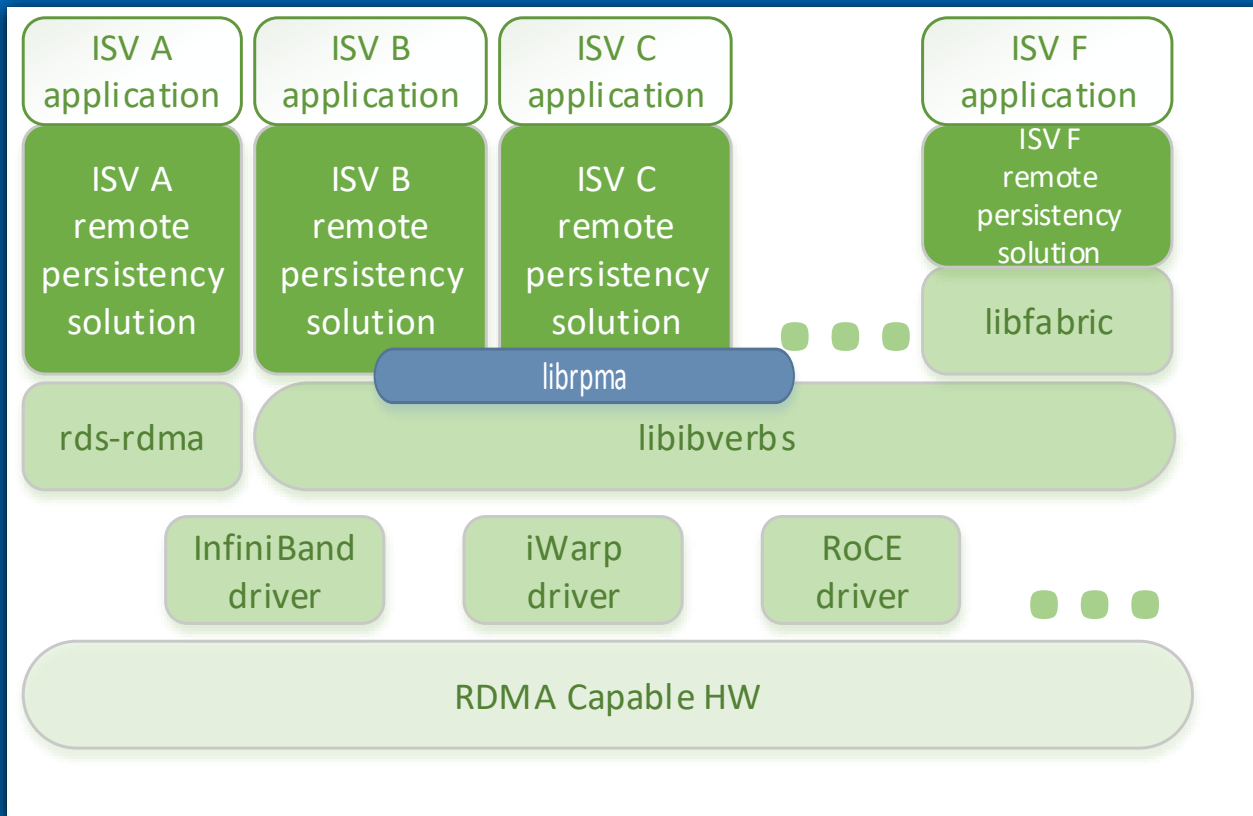 ISV A
application
ISV B
application
ISV C
application
ISV F
application
ISV A
remote
persistency
solution
ISV B
remote
persistency
solution
ISV C
remote
persistency
solution
ISV F
remote
persistency
solution
libfabric
librpma
rds-rdma
libibverbs
InfiniBand
driver
iWarp
driver
RoCE
driver
RDMA Capable HW